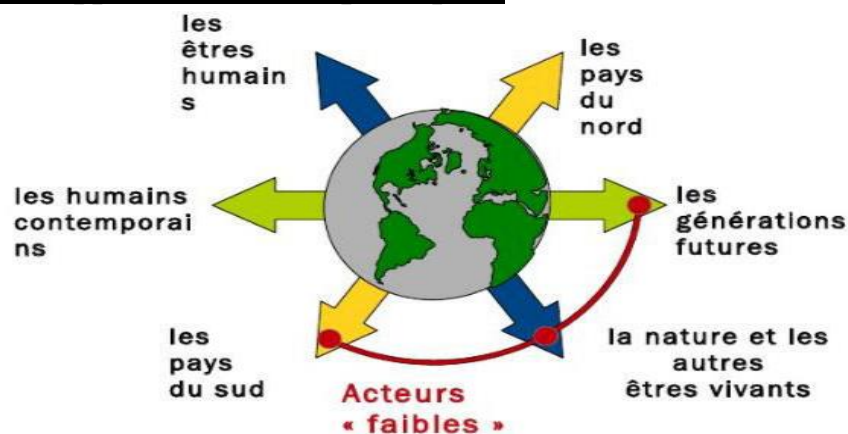 les
êtres
humain
s
les
pays
du
nord
les humains
contemporai
ns
les
générations
futures
les
pays
du sud
la nature et les
autres
êtres vivants
Acteurs
« faibles »